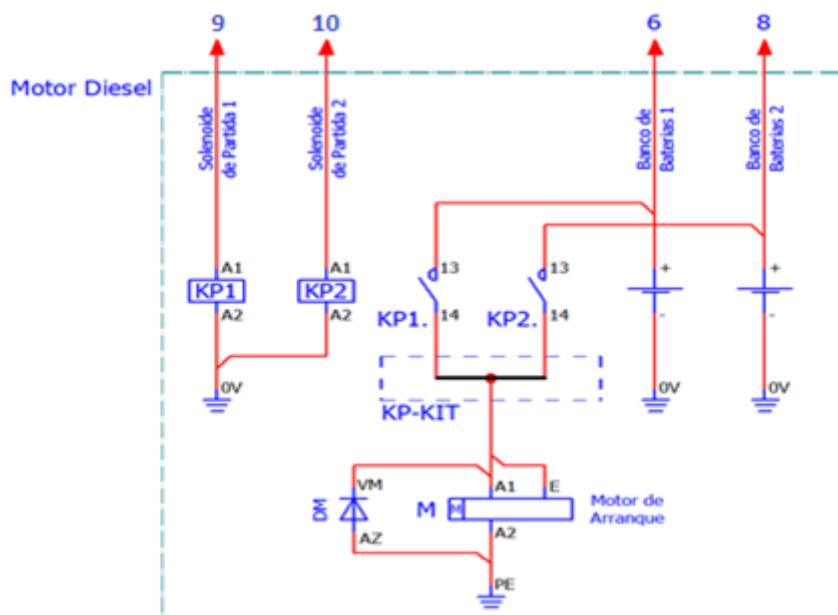 9
10
6
8
Motor Diesel
Solenoide
de Partida 1
Solenoide
de Partida 2
Banco de
Baterias 1
Banco de
Baterias 2
A1
KP1
A2
A1
KP2
A2
0V
13
KP1.
14
13
KP2.
14
+
-
0V
+
-
0V
KP-KIT
VM
DM
AZ
A1
E
M
M
A2
PE
Motor de
Arranque